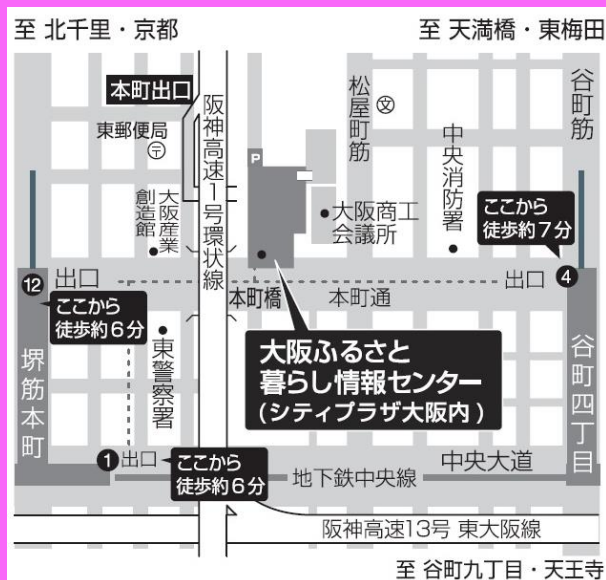 至 北千里・京都
至 天満橋・東梅田
本町出口
東郵便局
〒
阪神高速1号環状線
松屋町筋
文
谷町筋
P
中央消防署
大阪産業
創造館
大阪商工
会議所
ここから
徒歩約7分
12
出口
出口
4
ここから
徒歩約6分
本町橋
本町通
東警察署
大阪ふるさと
暮らし情報センター
(シティプラザ大阪内)
堺筋本町
谷町四丁目
1
出口
ここから
徒歩約6分
地下鉄中央線
中央大道
阪神高速13号 東大阪線
至 谷町九丁目・天王寺